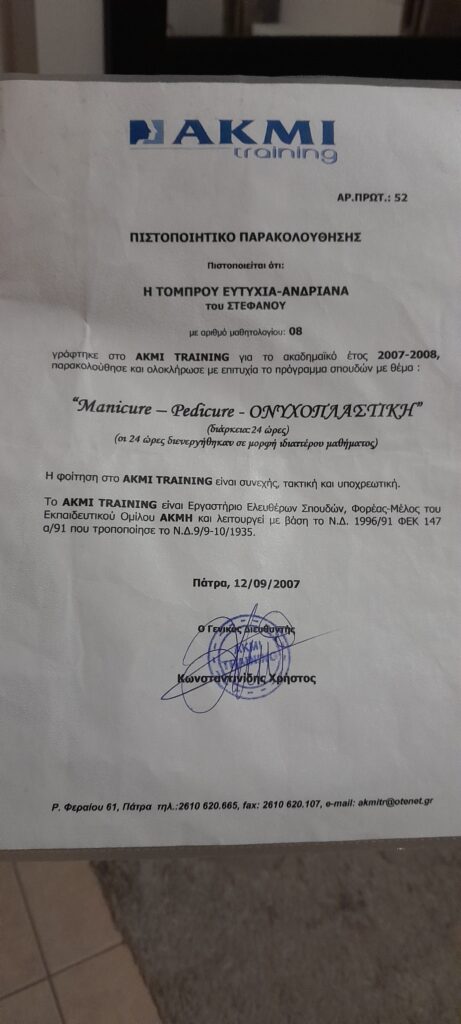 AKMI
training
ΑΡ.ΠΡΩΤ.: 52
ΠΙΣΤΟΠΟΙΗΤΙΚΟ ΠΑΡΑΚΟΛΟΥΘΗΣΗΣ
Πιστοποιείται ότι:
Η ΤΟΜΠΡΟΥ ΕΥΤΥΧΙΑ-ΑΝΔΡΙΑΝΑ
του ΣΤΕΦΑΝΟΥ
με αριθμό μαθητολογίου: 08
γράφτηκε στο AKMI TRAINING για το ακαδημαϊκό έτος 2007-2008,
παρακολούθησε και ολοκλήρωσε με επιτυχία το πρόγραμμα σπουδών με θέμα :
“Manicure – Pedicure - ΟΝΥΧΟΠΛΑΣΤΙΚΗ”
(διάρκεια: 24 ώρες)
(οι 24 ώρες διενεργήθηκαν σε μορφή ιδιαιτέρου μαθήματος)
Η φοίτηση στο AKMI TRAINING είναι συνεχής, τακτική και υποχρεωτική.
Το AKMI TRAINING είναι Εργαστήριο Ελευθέρων Σπουδών, Φορέας-Μέλος του
Εκπαιδευτικού Ομίλου ΑΚΜΗ και λειτουργεί με βάση το Ν.Δ. 1996/91 ΦΕΚ 147
α/91 που τροποποίησε το Ν.Δ.9/9-10/1935.
Πάτρα, 12/09/2007
Ο Γενικός Διευθυντής
AKMI
TRAINING
Κωνσταντινίδης Χρήστος
Ρ. Φεραίου 61, Πάτρα τηλ.:2610 620.665, fax: 2610 620.107, e-mail: akmitr@otenet.gr